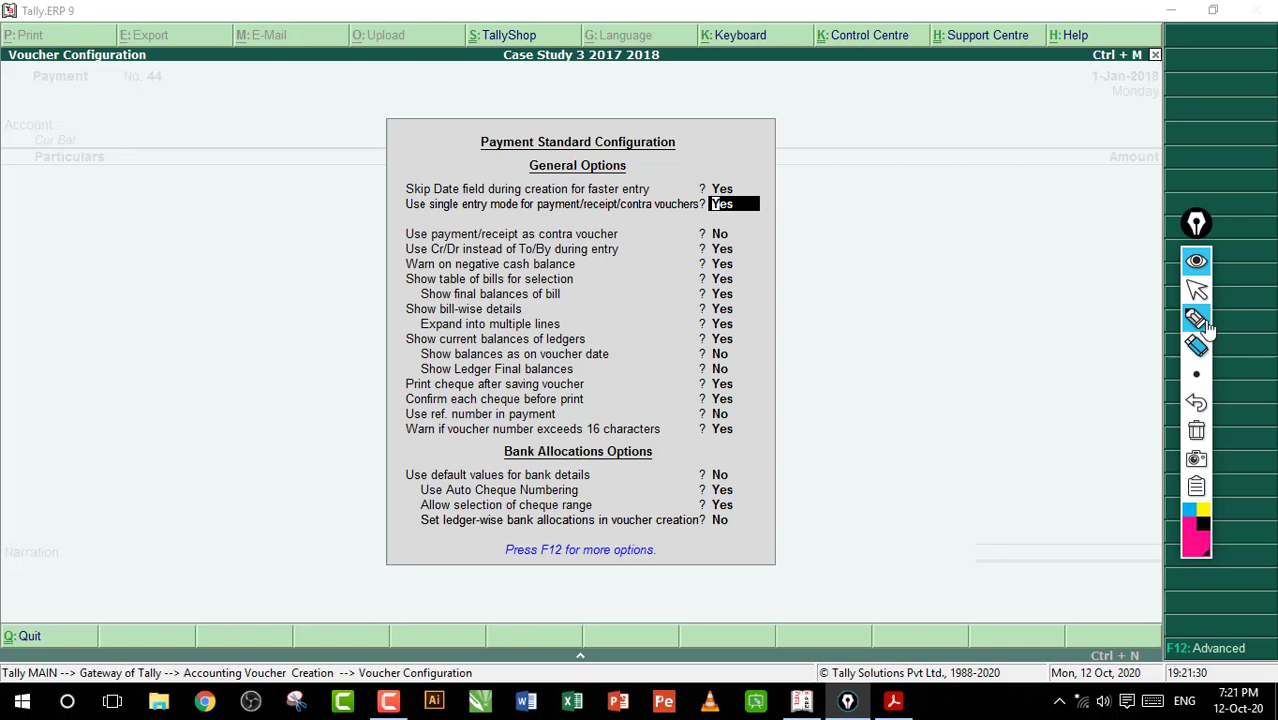 Tally.ERP 9
P: Print E: Export M: E-Mail O: Upload S: TallyShop G: Language K: Keyboard K: Control Centre H: Support Centre H: Help
Voucher Configuration Case Study 3 2017 2018 Ctrl + M
Payment No. 44 1-Jan-2018
Monday
Account :
Cur Bal:
Particulars Amount
Payment Standard Configuration
General Options
Skip Date field during creation for faster entry ? Yes
Use single entry mode for payment/receipt/contra vouchers? Yes
Use payment/receipt as contra voucher ? No
Use Cr/Dr instead of To/By during entry ? Yes
Warn on negative cash balance ? Yes
Show table of bills for selection ? Yes
Show final balances of bill ? Yes
Show bill-wise details ? Yes
Expand into multiple lines ? Yes
Show current balances of ledgers ? Yes
Show balances as on voucher date ? No
Show Ledger Final balances ? No
Print cheque after saving voucher ? Yes
Confirm each cheque before print ? Yes
Use ref. number in payment ? No
Warn if voucher number exceeds 16 characters ? Yes
Bank Allocations Options
Use default values for bank details ? No
Use Auto Cheque Numbering ? Yes
Allow selection of cheque range ? Yes
Set ledger-wise bank allocations in voucher creation? No
Press F12 for more options.
Narration
Q: Quit
F12: Advanced
Ctrl + N
Tally MAIN --> Gateway of Tally --> Accounting Voucher Creation --> Voucher Configuration © Tally Solutions Pvt Ltd., 1988-2020 Mon, 12 Oct, 2020 19:21:30
Ai W X P Pe ENG 7:21 PM
12-Oct-20